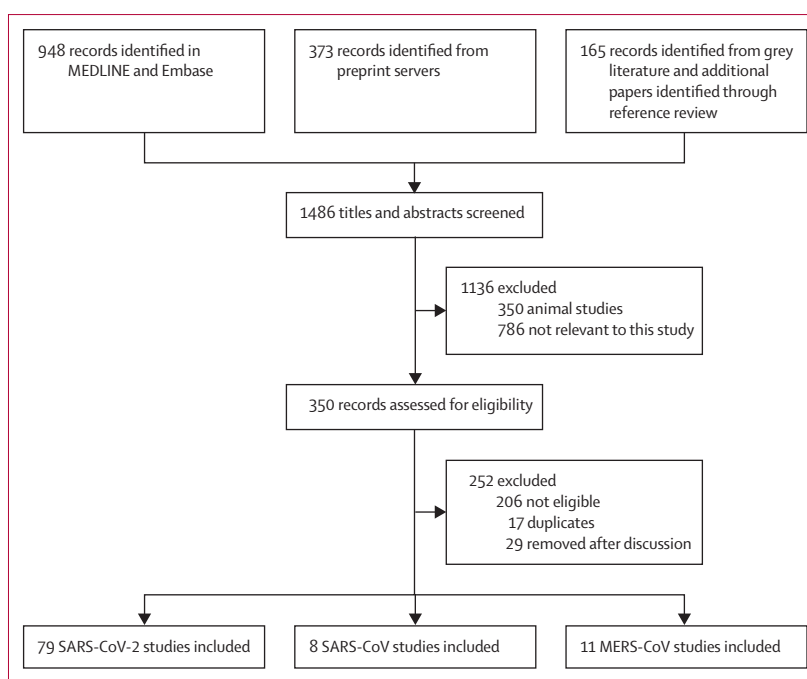 948 records identified in
MEDLINE and Embase
373 records identified from
preprint servers
165 records identified from grey
literature and additional
papers identified through
reference review
1486 titles and abstracts screened
1136 excluded
350 animal studies
786 not relevant to this study
350 records assessed for eligibility
252 excluded
206 not eligible
17 duplicates
29 removed after discussion
79 SARS-CoV-2 studies included
8 SARS-CoV studies included
11 MERS-CoV studies included